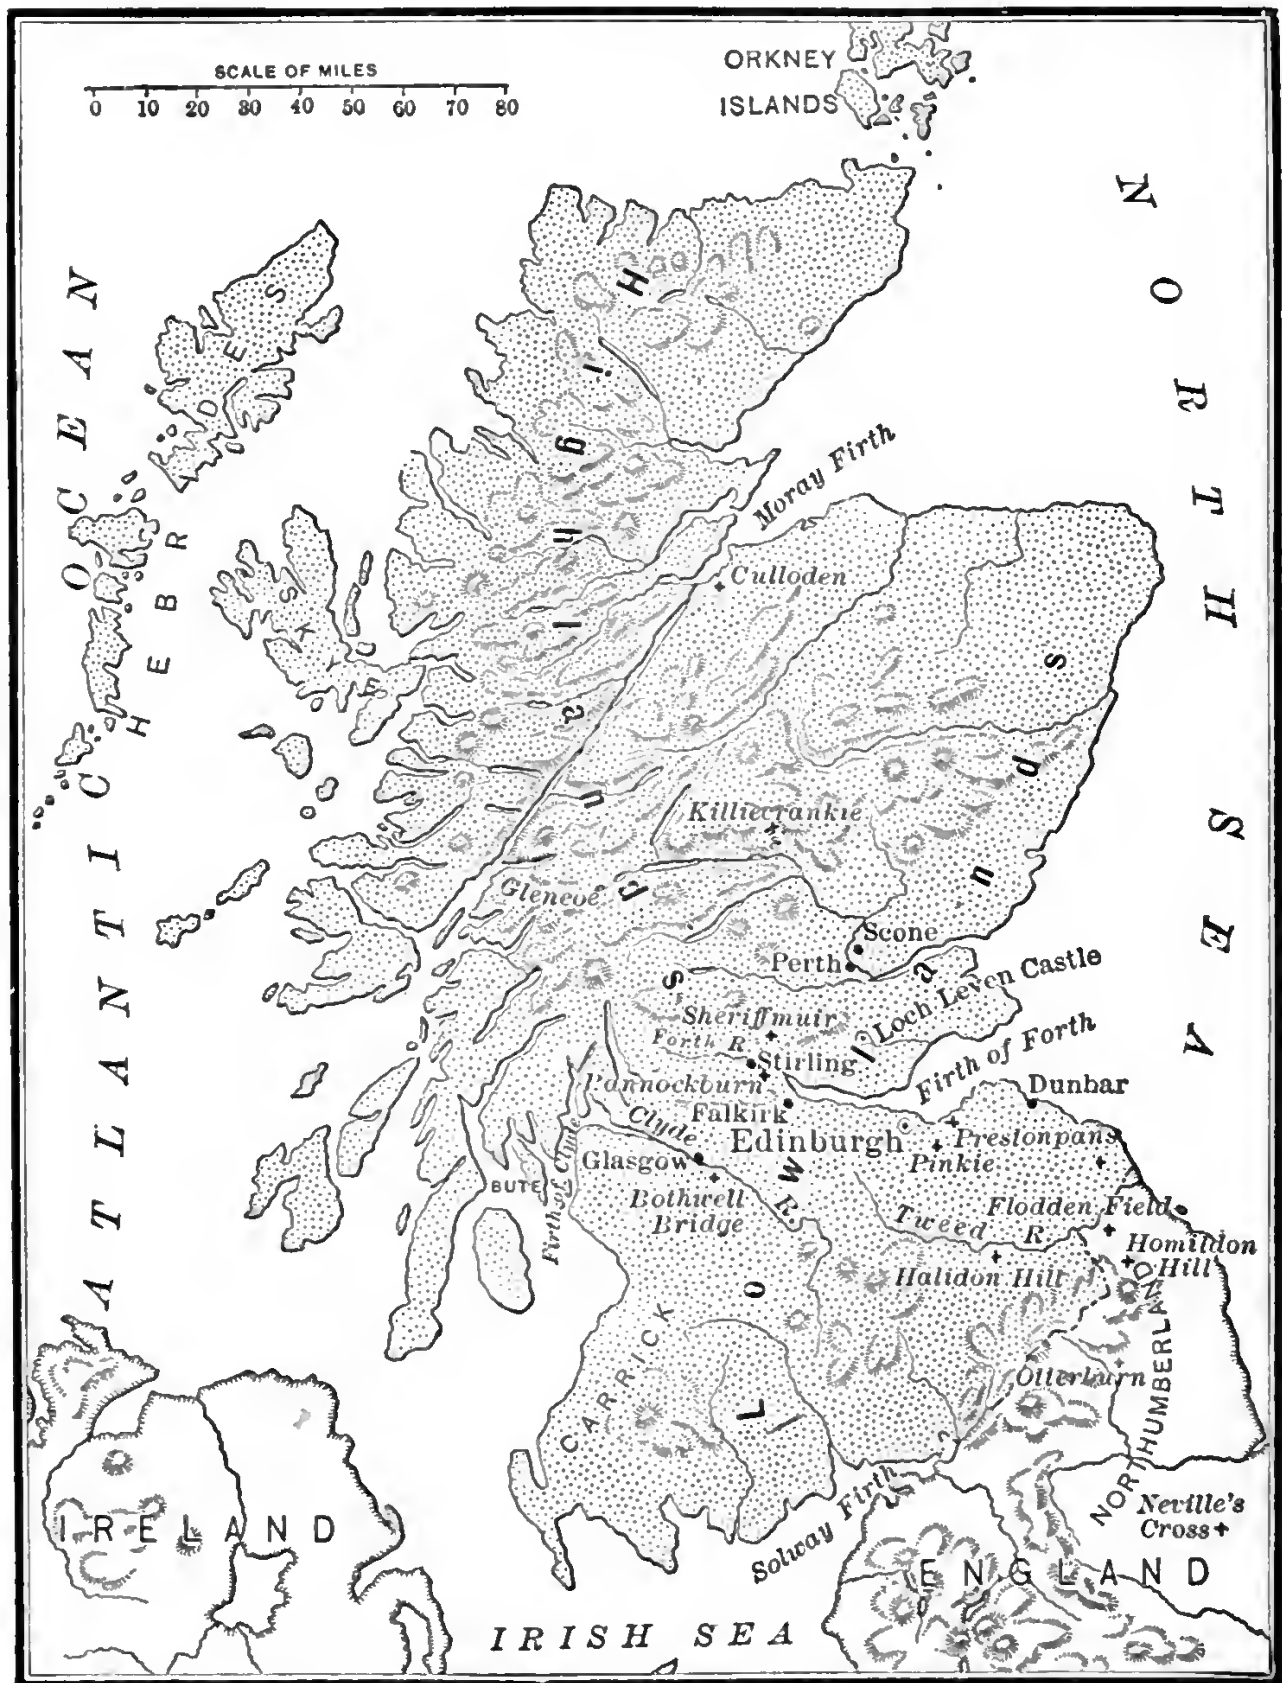 SCALE OF MILES
0 10 20 30 40 50 60 70 80
ORKNEY
ISLANDS
NORTH SEA
ATLANTIC OCEAN
HEBRIDES
SKYE
Highlands
Moray Firth
Culloden
Killiecrankie
Glencoe
Scone
Perth
Loch Leven Castle
Sheriffmuir
Forth R.
Stirling
Firth of Forth
Bannockburn
Falkirk
Dunbar
Clyde R.
Edinburgh
Prestonpans
Pinkie
Glasgow
Firth of Clyde
BUTE
Bothwell
Bridge
Lowlands
Tweed R.
Flodden Field
Homildon
Hill
Halidon Hill
CARRICK
Otterburn
NORTHUMBERLAND
Solway Firth
Neville's
Cross
IRELAND
ENGLAND
IRISH SEA